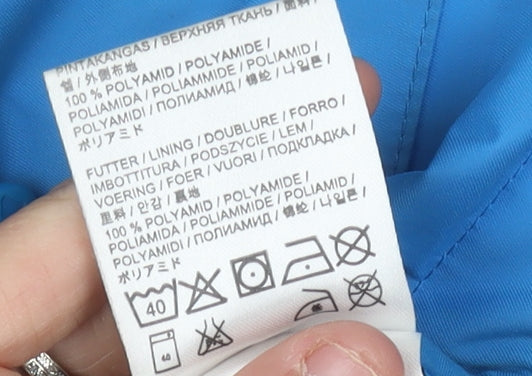 PINTAKANGAS / ВЕРХНЯЯ ТКАНЬ / 面料 /
겉 / 外側布地
100 % POLYAMID / POLYAMIDE /
POLIAMIDA / POLIAMMIDE / POLIAMID /
POLYAMIDI / ПОЛИАМИД / 锦纶 / 나일론 /
ポリアミド
FUTTER / LINING / DOUBLURE / FORRO /
IMBOTTITURA / PODSZYCIE / LEM /
VOERING / FOER / VUORI / ПОДКЛАДКА /
里料 / 안감 / 裏地
100 % POLYAMID / POLYAMIDE /
POLIAMIDA / POLIAMMIDE / POLIAMID /
POLYAMIDI / ПОЛИАМИД / 锦纶 / 나일론 /
ポリアミド
40
40